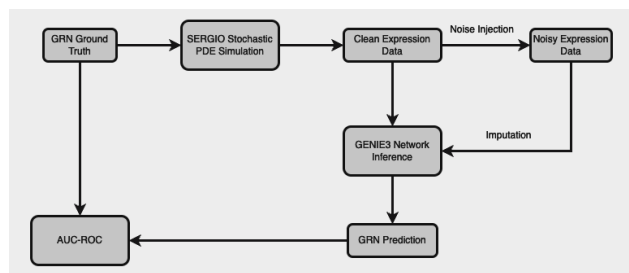 GRN Ground
Truth
SERGIO Stochastic
PDE Simulation
Clean Expression
Data
Noise Injection
Noisy Expression
Data
Imputation
GENIE3 Network
Inference
GRN Prediction
AUC-ROC